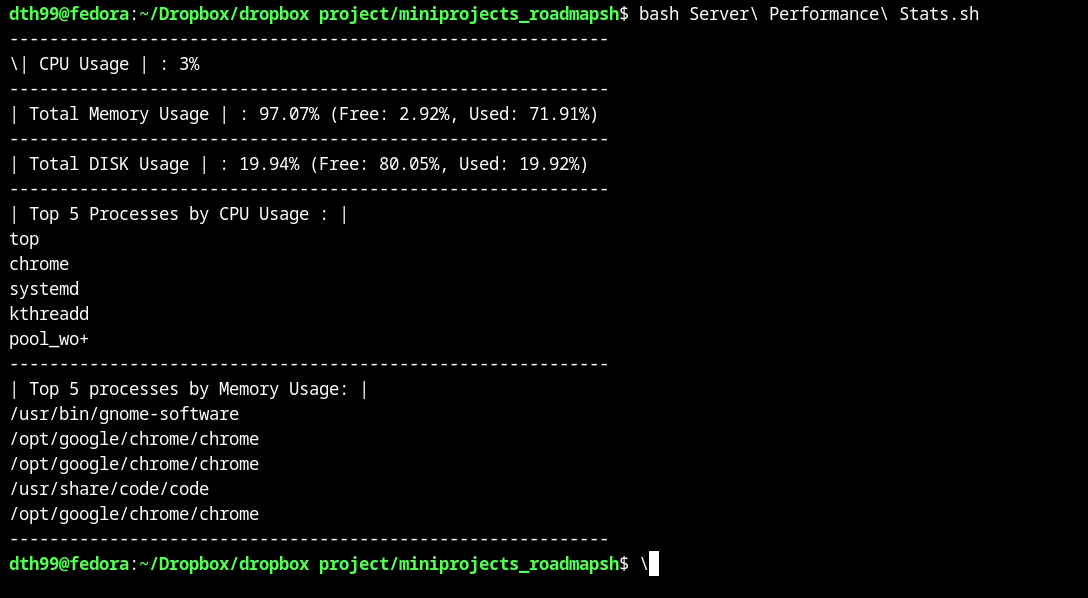 dth99@fedora:~/Dropbox/dropbox project/miniprojects_roadmapsh$ bash Server\ Performance\ Stats.sh
------------------------------------------------------------
\| CPU Usage | : 3%
------------------------------------------------------------
| Total Memory Usage | : 97.07% (Free: 2.92%, Used: 71.91%)
------------------------------------------------------------
| Total DISK Usage | : 19.94% (Free: 80.05%, Used: 19.92%)
------------------------------------------------------------
| Top 5 Processes by CPU Usage : |
top
chrome
systemd
kthreadd
pool_wo+
------------------------------------------------------------
| Top 5 processes by Memory Usage: |
/usr/bin/gnome-software
/opt/google/chrome/chrome
/opt/google/chrome/chrome
/usr/share/code/code
/opt/google/chrome/chrome
------------------------------------------------------------
dth99@fedora:~/Dropbox/dropbox project/miniprojects_roadmapsh$ \